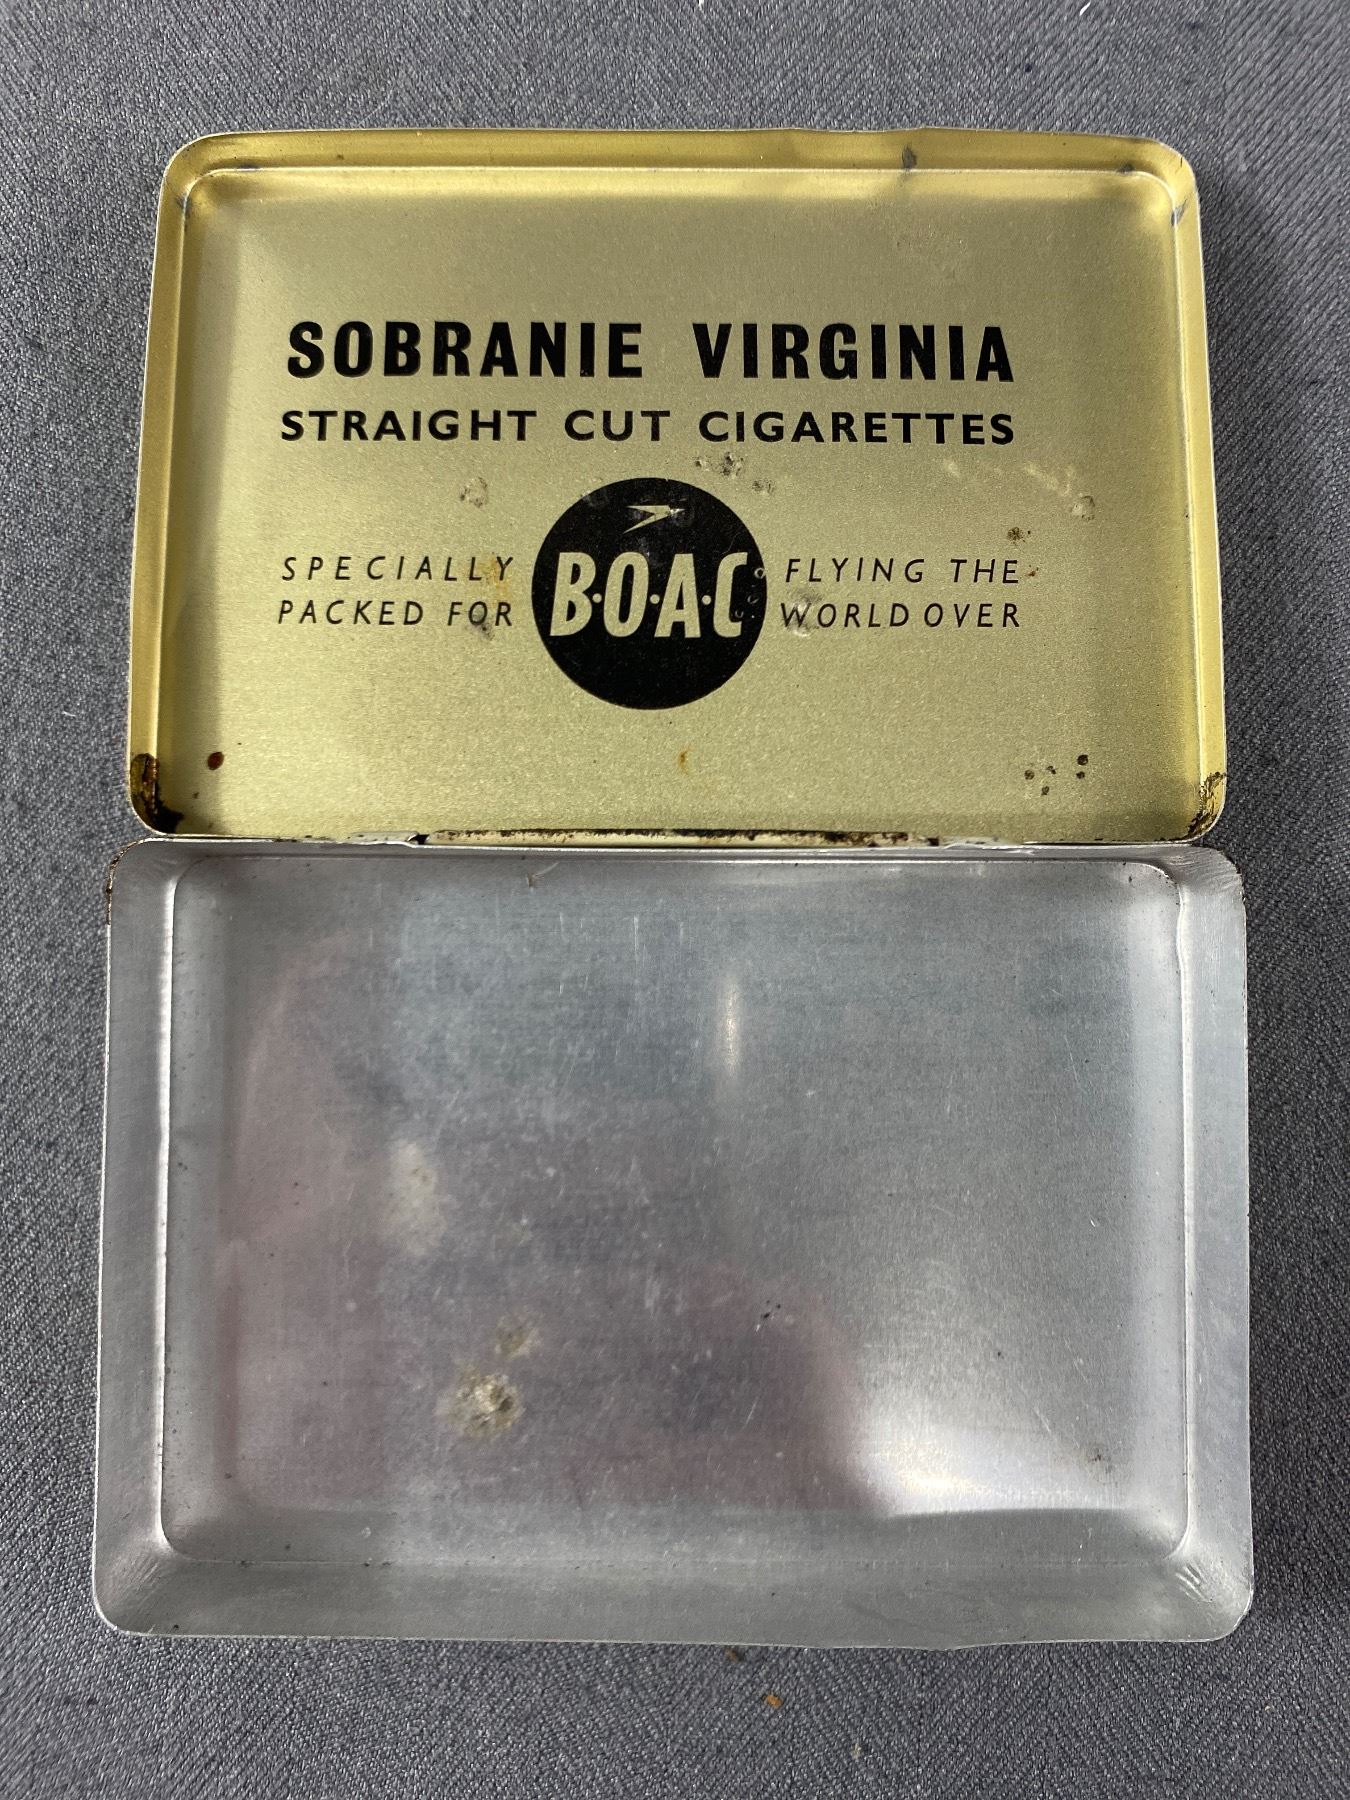 SOBRANIE VIRGINIA
STRAIGHT CUT CIGARETTES
SPECIALLY
PACKED FOR
B·O·A·C
FLYING THE
WORLD OVER